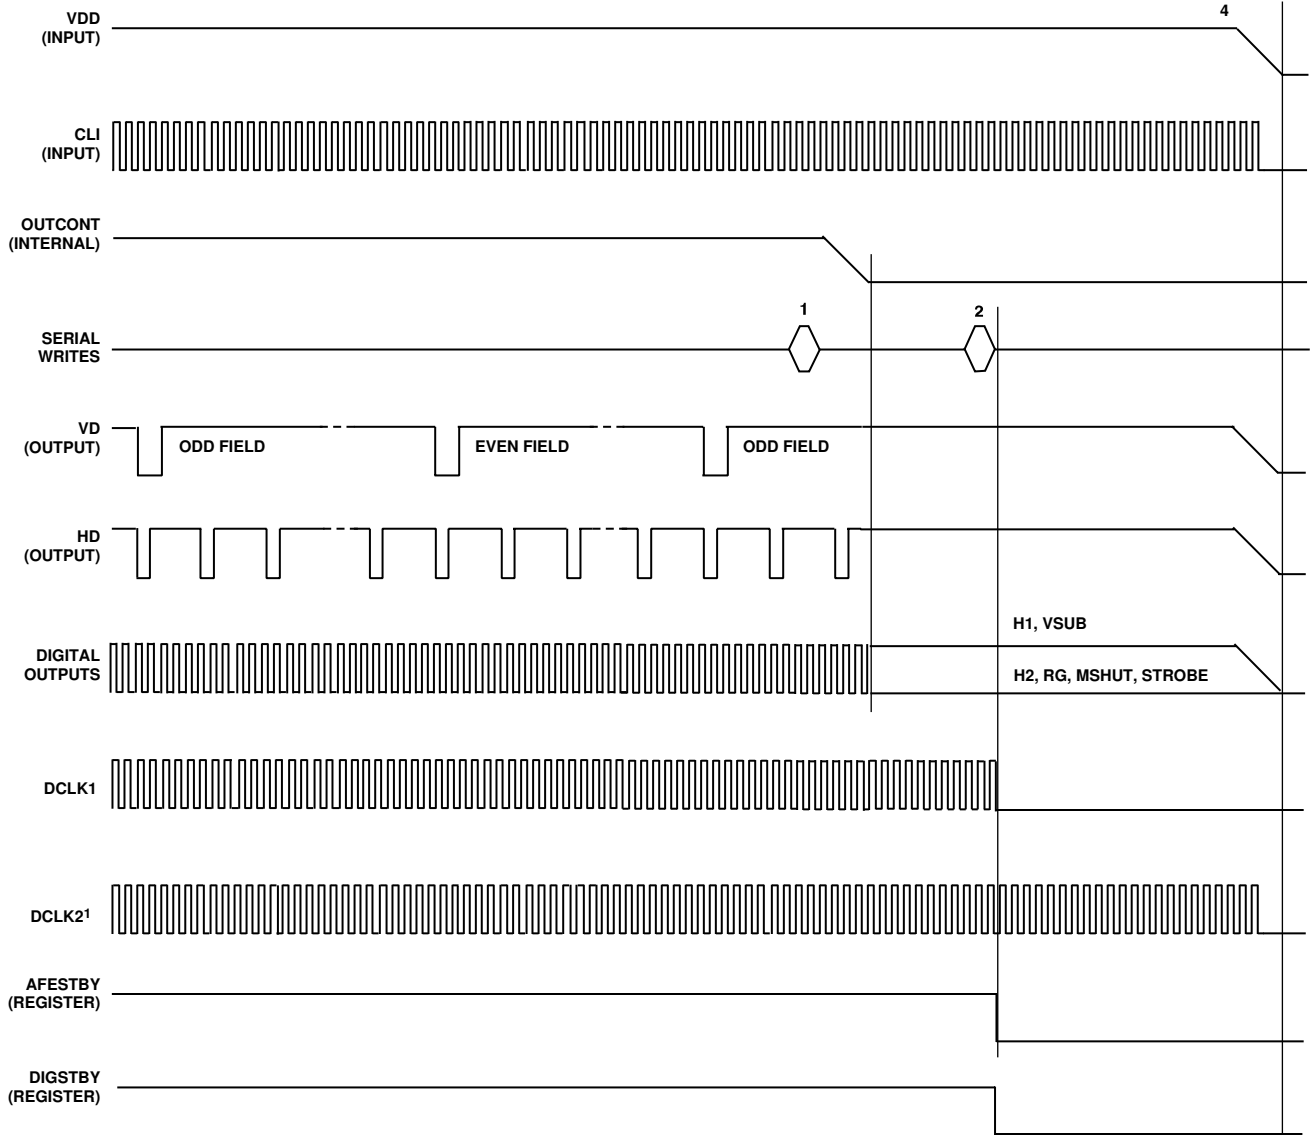 4
VDD
(INPUT)
CLI
(INPUT)
OUTCONT
(INTERNAL)
1
2
SERIAL
WRITES
VD
(OUTPUT)
ODD FIELD
EVEN FIELD
ODD FIELD
HD
(OUTPUT)
H1, VSUB
DIGITAL
OUTPUTS
H2, RG, MSHUT, STROBE
DCLK1
DCLK2¹
AFESTBY
(REGISTER)
DIGSTBY
(REGISTER)